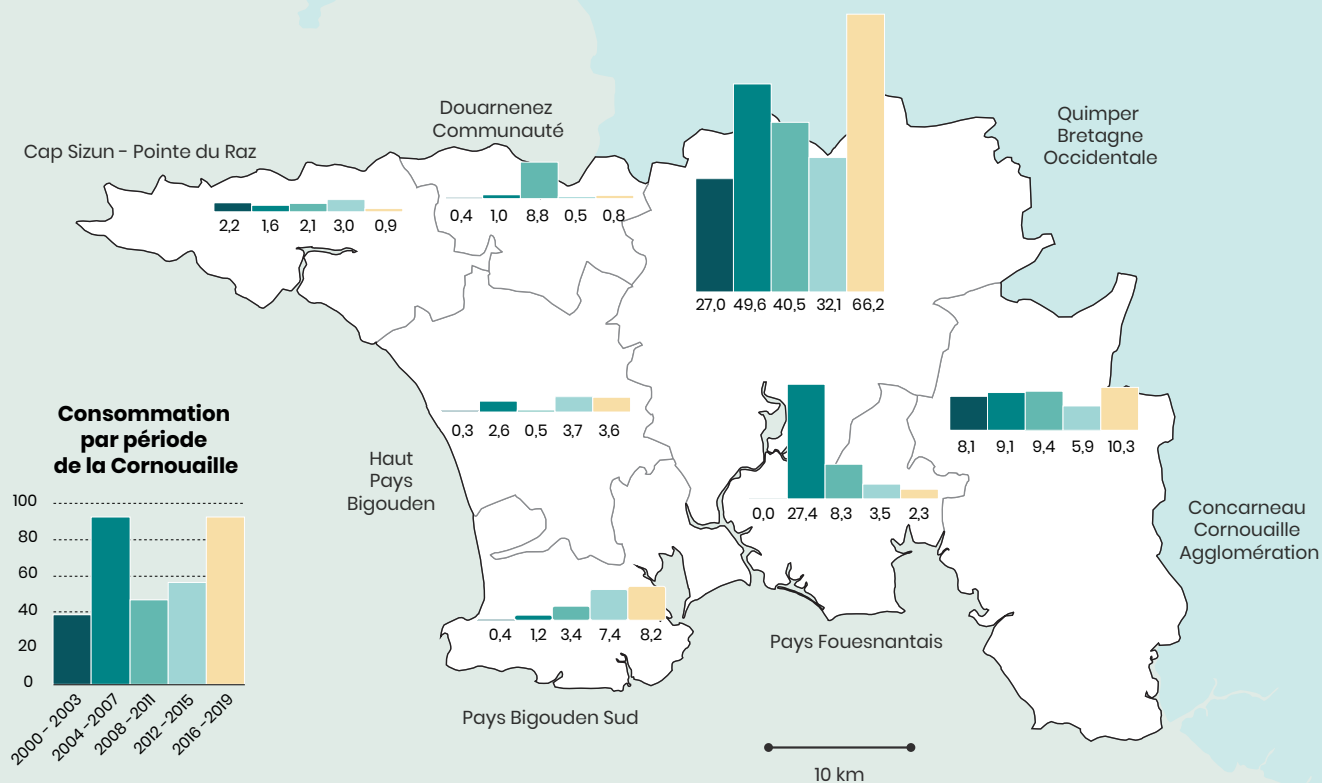 Douarnenez
Communauté
Cap Sizun - Pointe du Raz
Quimper
Bretagne
Occidentale
2,2 1,6 2,1 3,0 0,9
0,4 1,0 8,8 0,5 0,8
27,0 49,6 40,5 32,1 66,2
0,3 2,6 0,5 3,7 3,6
8,1 9,1 9,4 5,9 10,3
Haut
Pays
Bigouden
0,0 27,4 8,3 3,5 2,3
Concarneau
Cornouaille
Agglomération
0,4 1,2 3,4 7,4 8,2
Pays Fouesnantais
Pays Bigouden Sud
10 km
Consommation
par période
de la Cornouaille
100
80
60
40
20
0
2000 - 2003
2004 -2007
2008 -2011
2012 -2015
2016 -2019